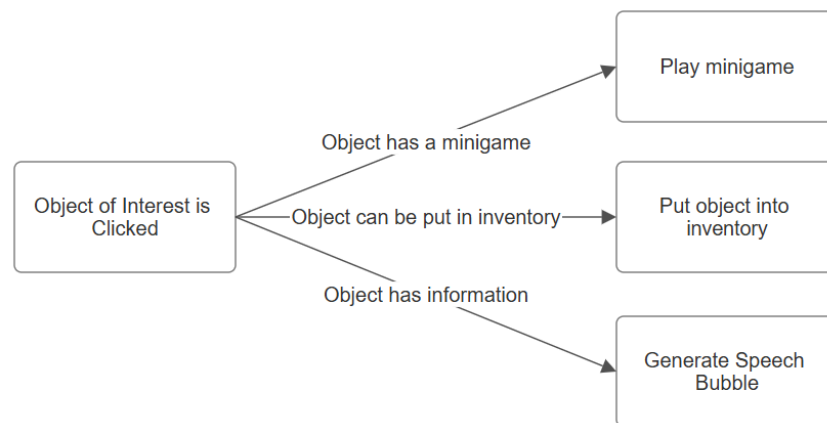 Play minigame
Object has a minigame
Object of Interest is
Clicked
Object can be put in inventory
Put object into
inventory
Object has information
Generate Speech
Bubble